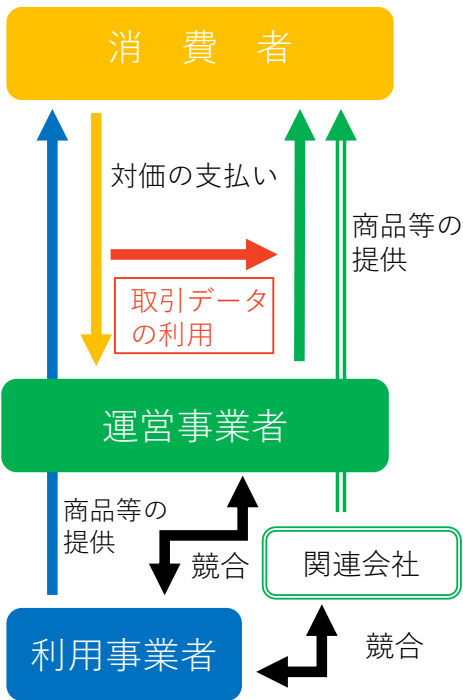 消　費　者
対価の支払い
商品等の
提供
取引データ
の利用
運営事業者
商品等の
提供
競合
関連会社
利用事業者
競合